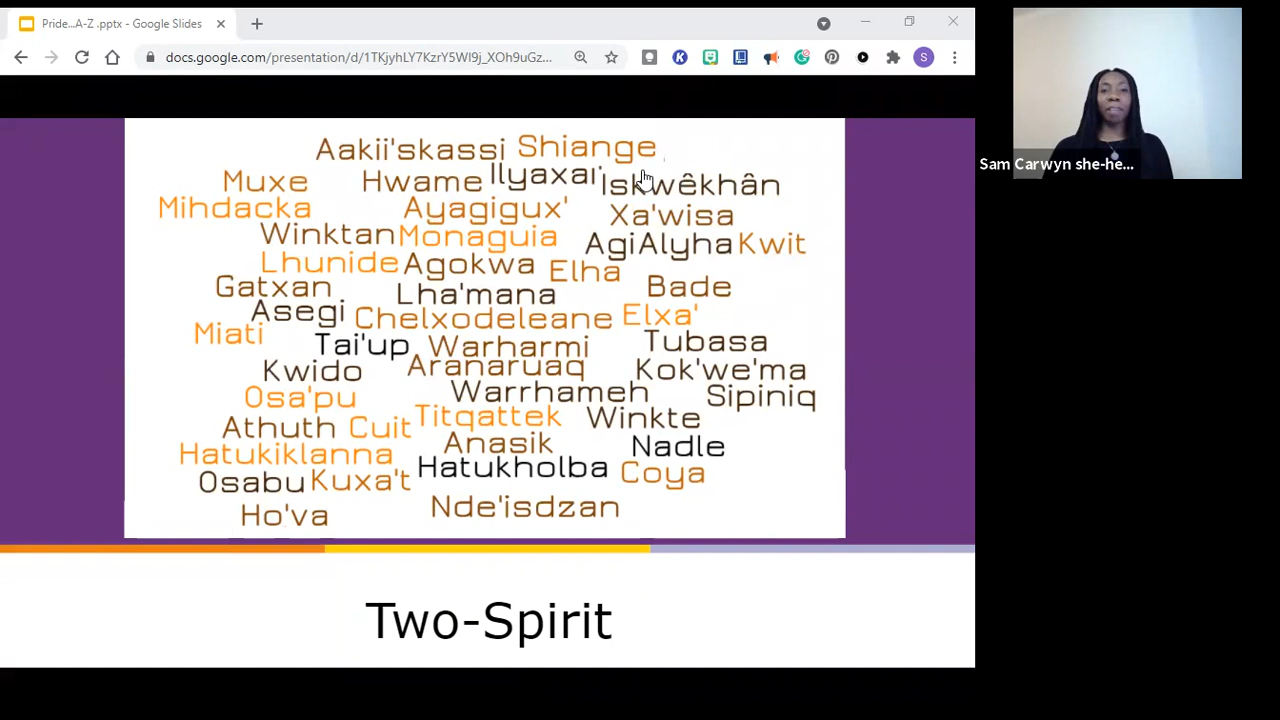 Pride...A-Z .pptx - Google Slides
docs.google.com/presentation/d/1TKjyhLY7KzrY5WI9j_XOh9uGz...
S
Sam Carwyn she-he...
Aakii'skassi Shiange
Muxe Hwame Ilyaxai' Iskwêkhân
Mihdacka Ayagigux' Xa'wisa
Winktan Monaguia AgiAlyha Kwit
Lhunide Agokwa Elha
Gatxan Lha'mana Bade
Asegi Chelxodeleane Elxa'
Miati Tai'up Warharmi Tubasa
Kwido Aranaruaq Kok'we'ma
Osa'pu Warrhameh Sipiniq
Athuth Cuit Titqattek Winkte
Hatukiklanna Anasik Nadle
Osabu Kuxa't Hatukholba Coya
Ho'va Nde'isdzan
Two-Spirit